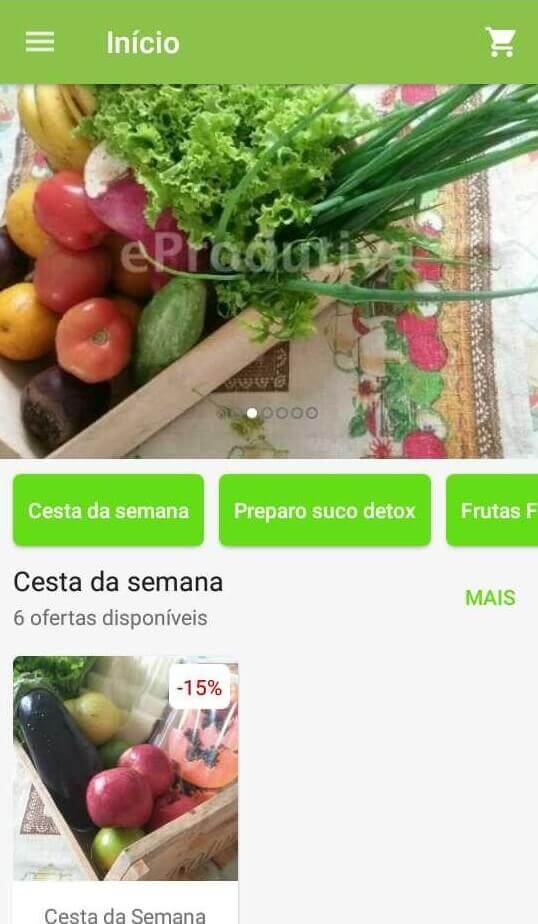 Início
eProdutiva
Cesta da semana
Preparo suco detox
Frutas F
Cesta da semana
MAIS
6 ofertas disponíveis
-15%
Cesta da Semana